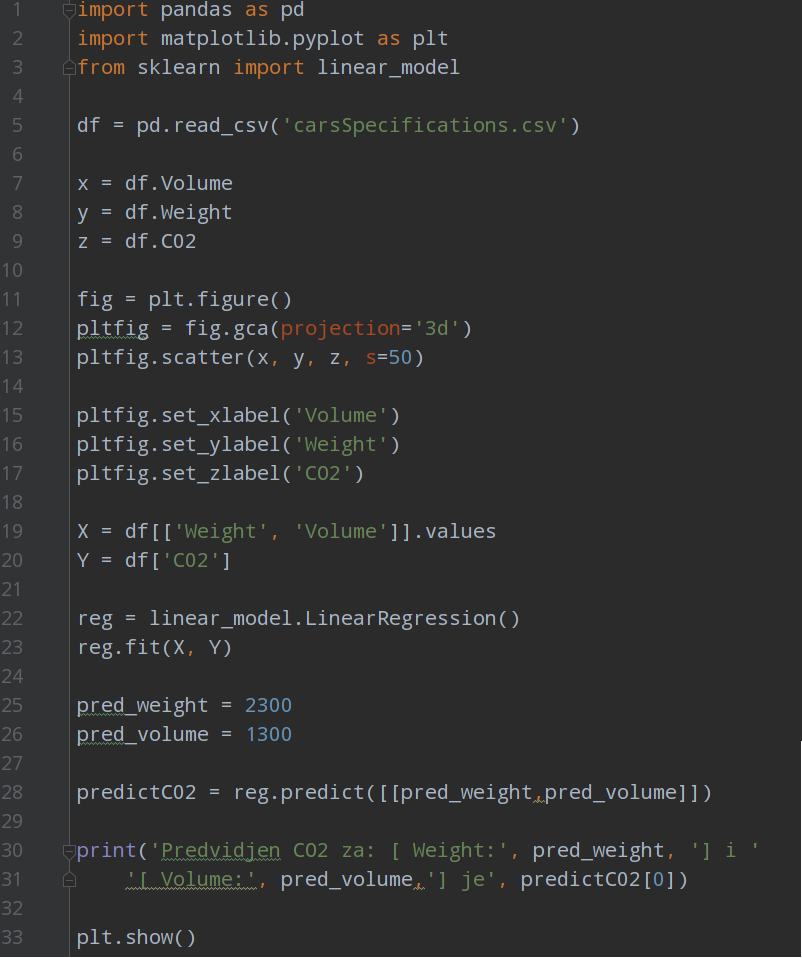 1 import pandas as pd
2 import matplotlib.pyplot as plt
3 from sklearn import linear_model
4
5 df = pd.read_csv('carsSpecifications.csv')
6
7 x = df.Volume
8 y = df.Weight
9 z = df.CO2
10
11 fig = plt.figure()
12 pltfig = fig.gca(projection='3d')
13 pltfig.scatter(x, y, z, s=50)
14
15 pltfig.set_xlabel('Volume')
16 pltfig.set_ylabel('Weight')
17 pltfig.set_zlabel('CO2')
18
19 X = df[['Weight', 'Volume']].values
20 Y = df['CO2']
21
22 reg = linear_model.LinearRegression()
23 reg.fit(X, Y)
24
25 pred_weight = 2300
26 pred_volume = 1300
27
28 predictCO2 = reg.predict([[pred_weight,pred_volume]])
29
30 print('Predvidjen CO2 za: [ Weight:', pred_weight, '] i '
31 '[ Volume:', pred_volume,'] je', predictCO2[0])
32
33 plt.show()